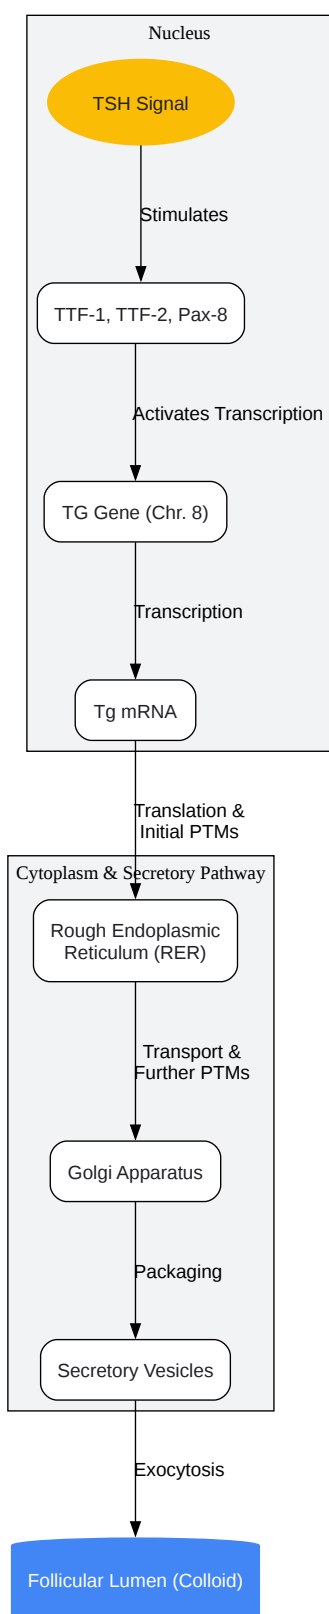 Nucleus
TSH Signal
Stimulates
TTF-1, TTF-2, Pax-8
Activates Transcription
TG Gene (Chr. 8)
Transcription
Tg mRNA
Translation &
Initial PTMs
Cytoplasm & Secretory Pathway
Rough Endoplasmic
Reticulum (RER)
Transport &
Further PTMs
Golgi Apparatus
Packaging
Secretory Vesicles
Exocytosis
Follicular Lumen (Colloid)